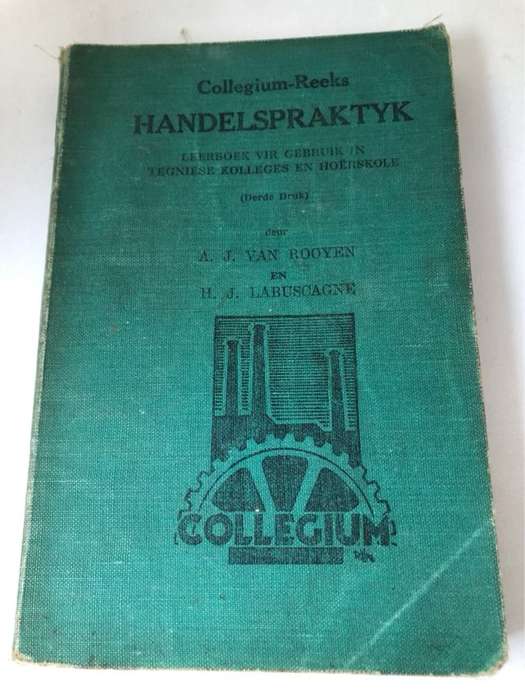 Collegium-Reeks
HANDELSPRAKTYK
LEERBOEK VIR GEBRUIK IN
TEGNIESE KOLLEGES EN HOËRSKOLE
(Derde Druk)
deur
A. J. VAN ROOYEN
EN
H. J. LABUSCAGNE
COLLEGIUM